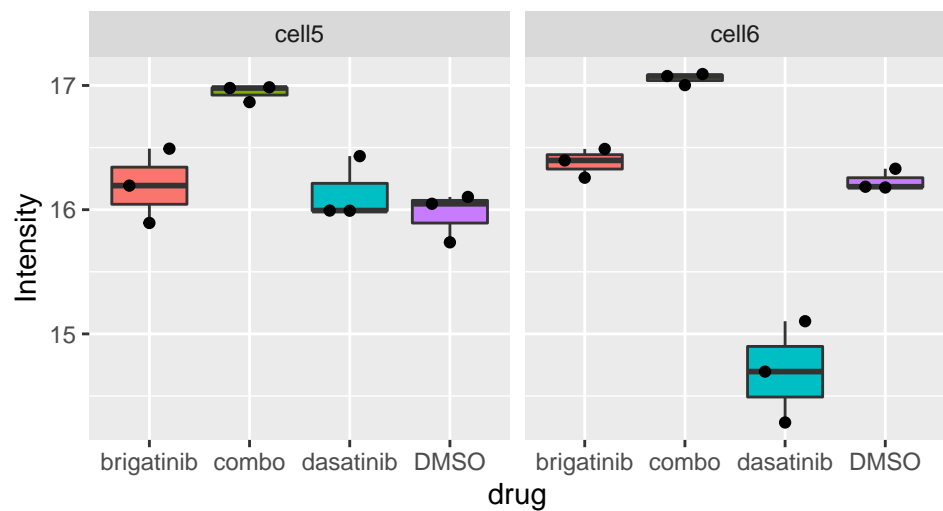 cell5 cell6
17
16
15
Intensity
brigatinib combo dasatinib DMSO brigatinib combo dasatinib DMSO
drug